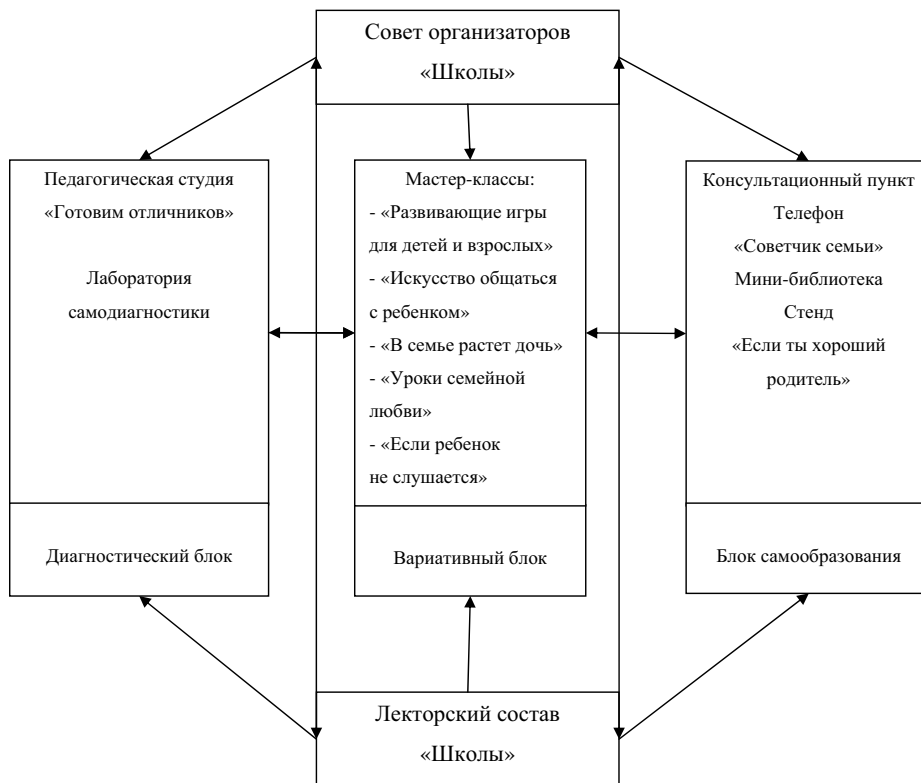 Совет организаторов
«Школы»
Педагогическая студия
«Готовим отличников»
Лаборатория
самодиагностики
Диагностический блок
Мастер-классы:
- «Развивающие игры
для детей и взрослых»
- «Искусство общаться
с ребенком»
- «В семье растет дочь»
- «Уроки семейной
любви»
- «Если ребенок
не слушается»
Вариативный блок
Консультационный пункт
Телефон
«Советчик семьи»
Мини-библиотека
Стенд
«Если ты хороший
родитель»
Блок самообразования
Лекторский состав
«Школы»